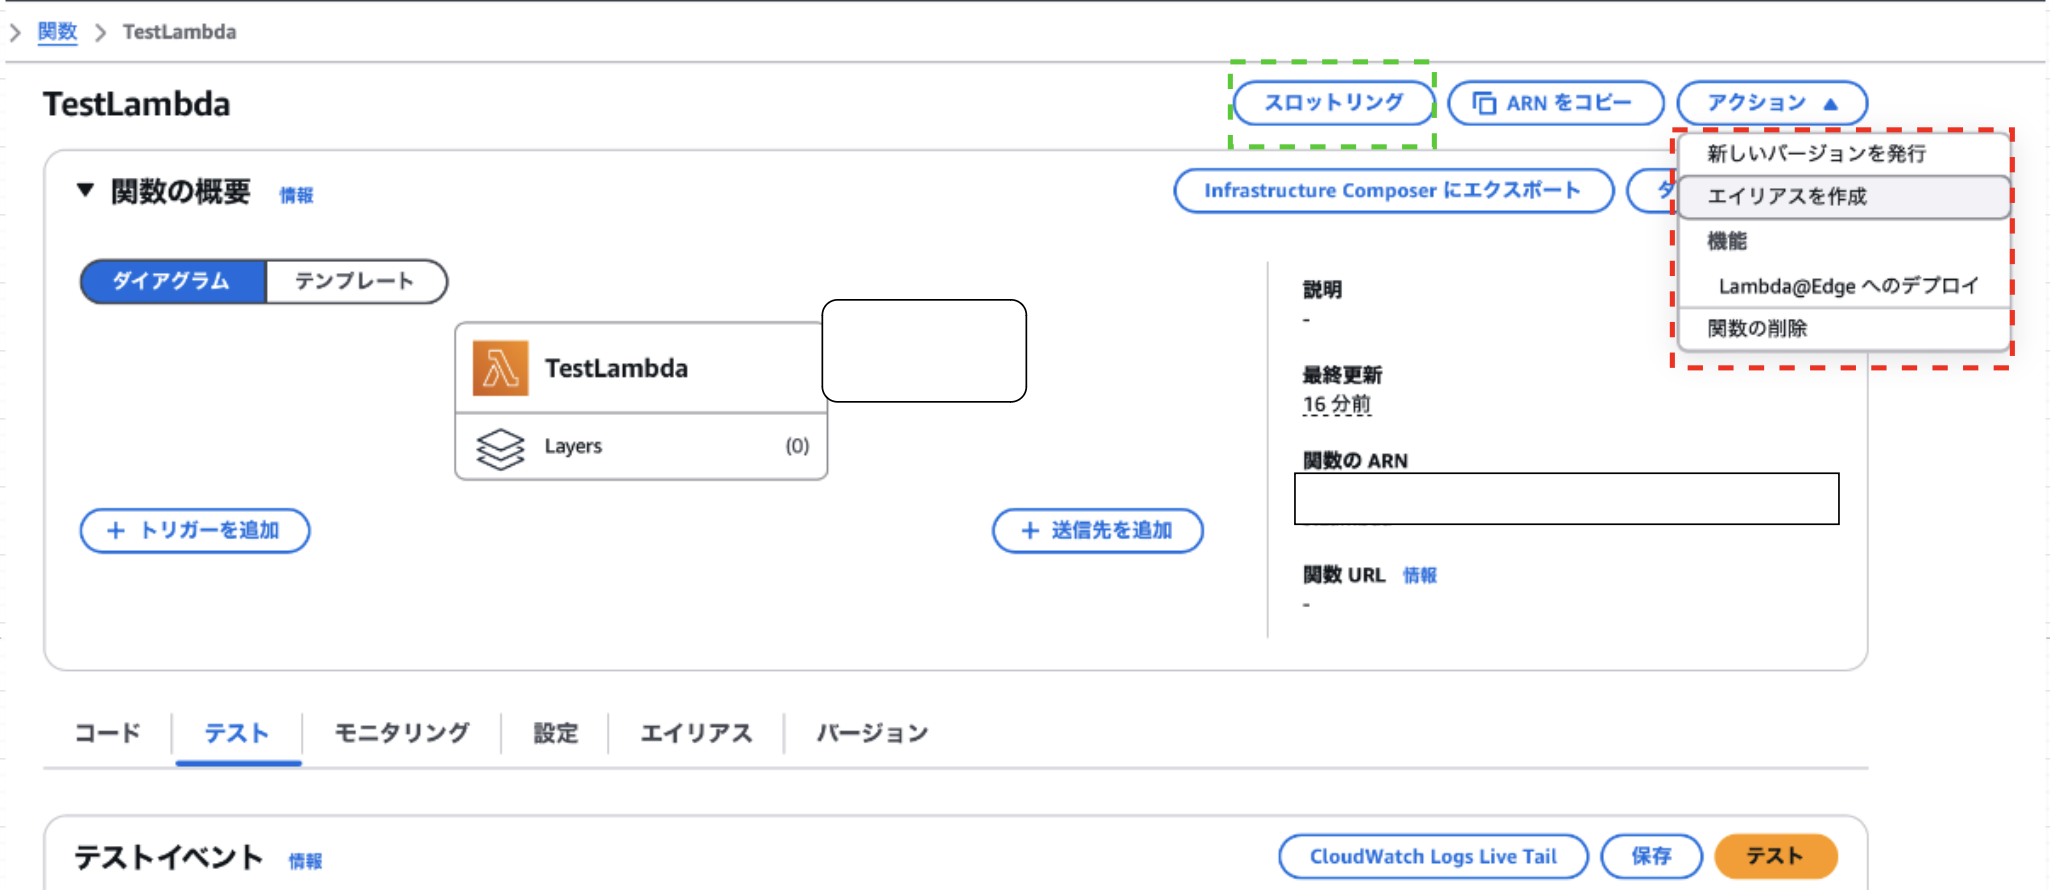 関数 > TestLambda
TestLambda
スロットリング
ARN をコピー
アクション ▲
新しいバージョンを発行
エイリアスを作成
機能
Lambda@Edge へのデプロイ
関数の削除
▼ 関数の概要 情報
Infrastructure Composer にエクスポート
ダイアグラム
テンプレート
TestLambda
Layers (0)
+ トリガーを追加
+ 送信先を追加
説明
-
最終更新
16 分前
関数の ARN
関数 URL 情報
-
コード
テスト
モニタリング
設定
エイリアス
バージョン
テストイベント 情報
CloudWatch Logs Live Tail
保存
テスト